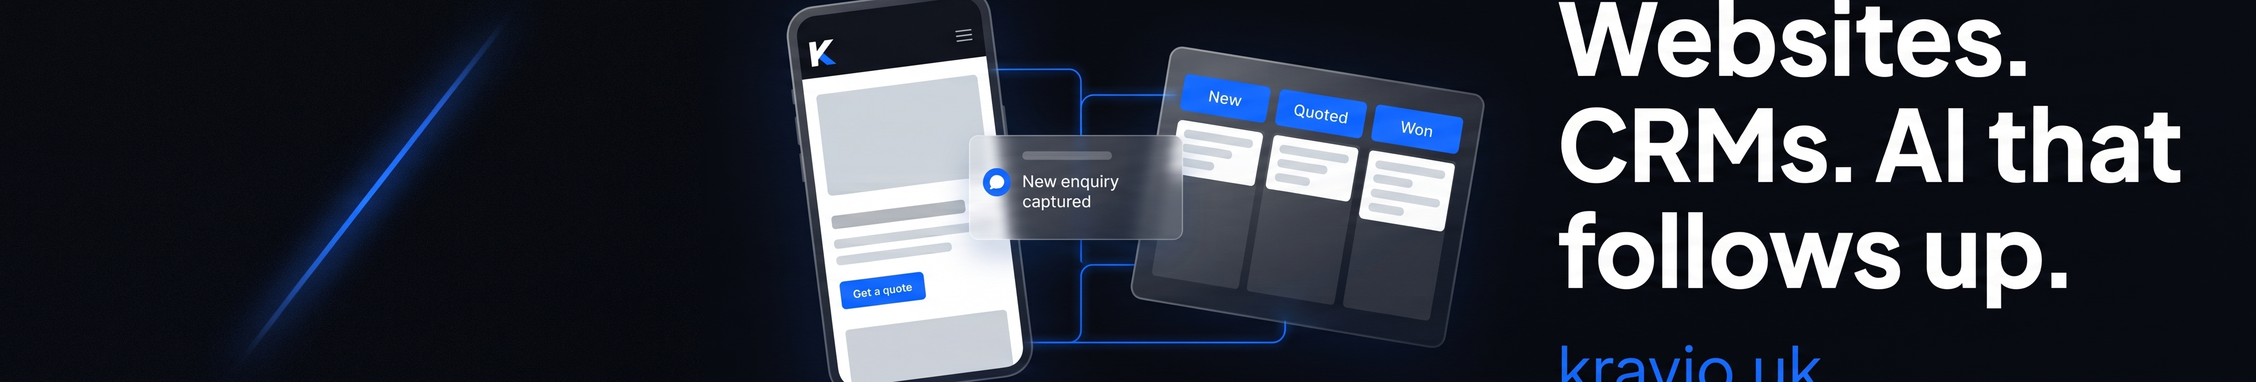 K
Get a quote
New enquiry
captured
New
Quoted
Won
Websites.
CRMs. AI that
follows up.
kravio.uk